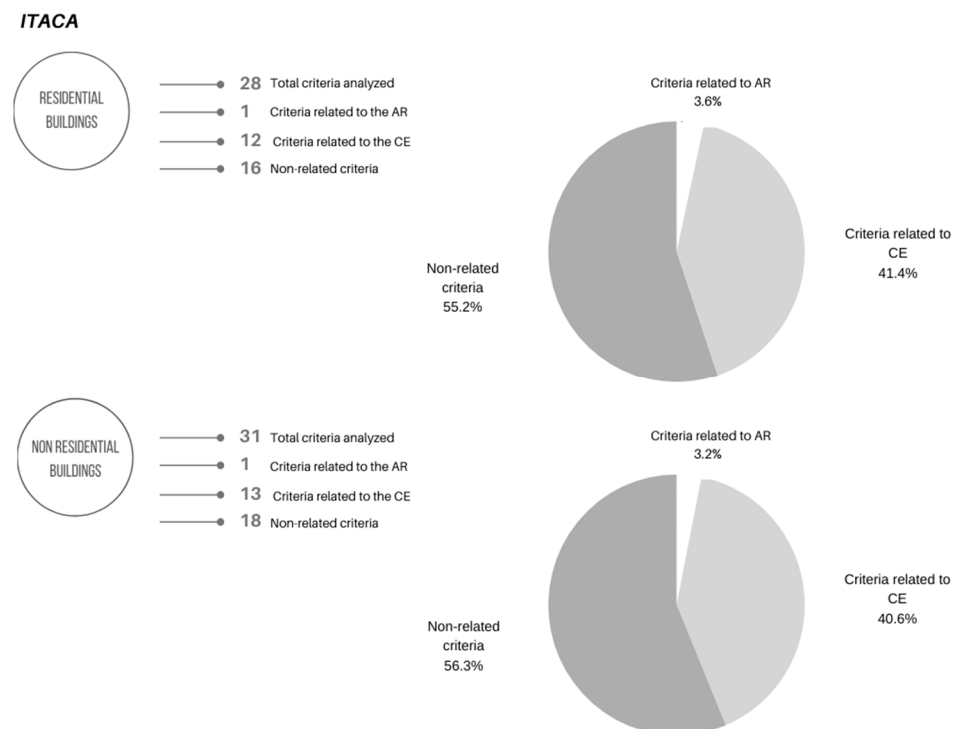 ITACA
RESIDENTIAL
BUILDINGS
28 Total criteria analyzed
1 Criteria related to the AR
12 Criteria related to the CE
16 Non-related criteria
Criteria related to AR
3.6%
Criteria related to
CE
41.4%
Non-related
criteria
55.2%
NON RESIDENTIAL
BUILDINGS
31 Total criteria analyzed
1 Criteria related to the AR
13 Criteria related to the CE
18 Non-related criteria
Criteria related to AR
3.2%
Criteria related to
CE
40.6%
Non-related
criteria
56.3%